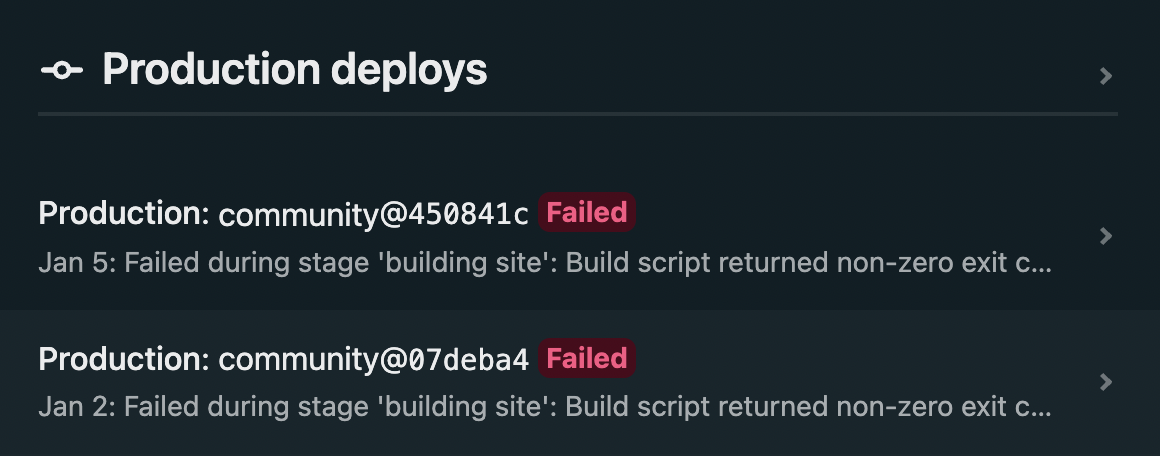 Production deploys
Production: community@450841c Failed
Jan 5: Failed during stage 'building site': Build script returned non-zero exit c...
Production: community@07deba4 Failed
Jan 2: Failed during stage 'building site': Build script returned non-zero exit c...